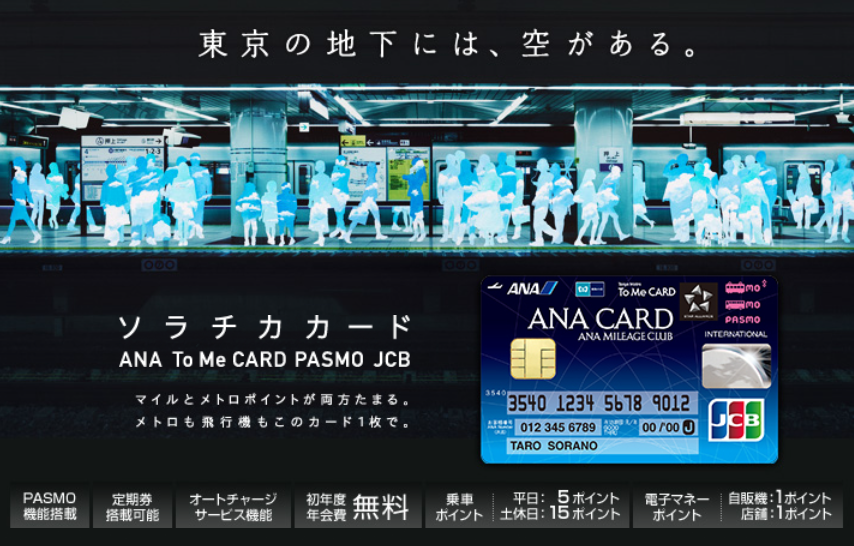 東京の地下には、空がある。
押上
1・2・3
ソラチカカード
ANA To Me CARD PASMO JCB
マイルとメトロポイントが両方たまる。
メトロも飛行機もこのカード1枚で。
ANA
To Me CARD
STAR ALLIANCE
PASMO
ANA CARD
ANA MILEAGE CLUB
INTERNATIONAL
3540
3540 1234 5678 9012
012 345 6789
00 /'00 J
TARO SORANO
JCB
PASMO
機能搭載
定期券
搭載可能
オートチャージ
サービス機能
初年度
年会費 無料
乗車
ポイント
平日: 5ポイント
土休日: 15ポイント
電子マネー
ポイント
自販機:1ポイント
店舗:1ポイント